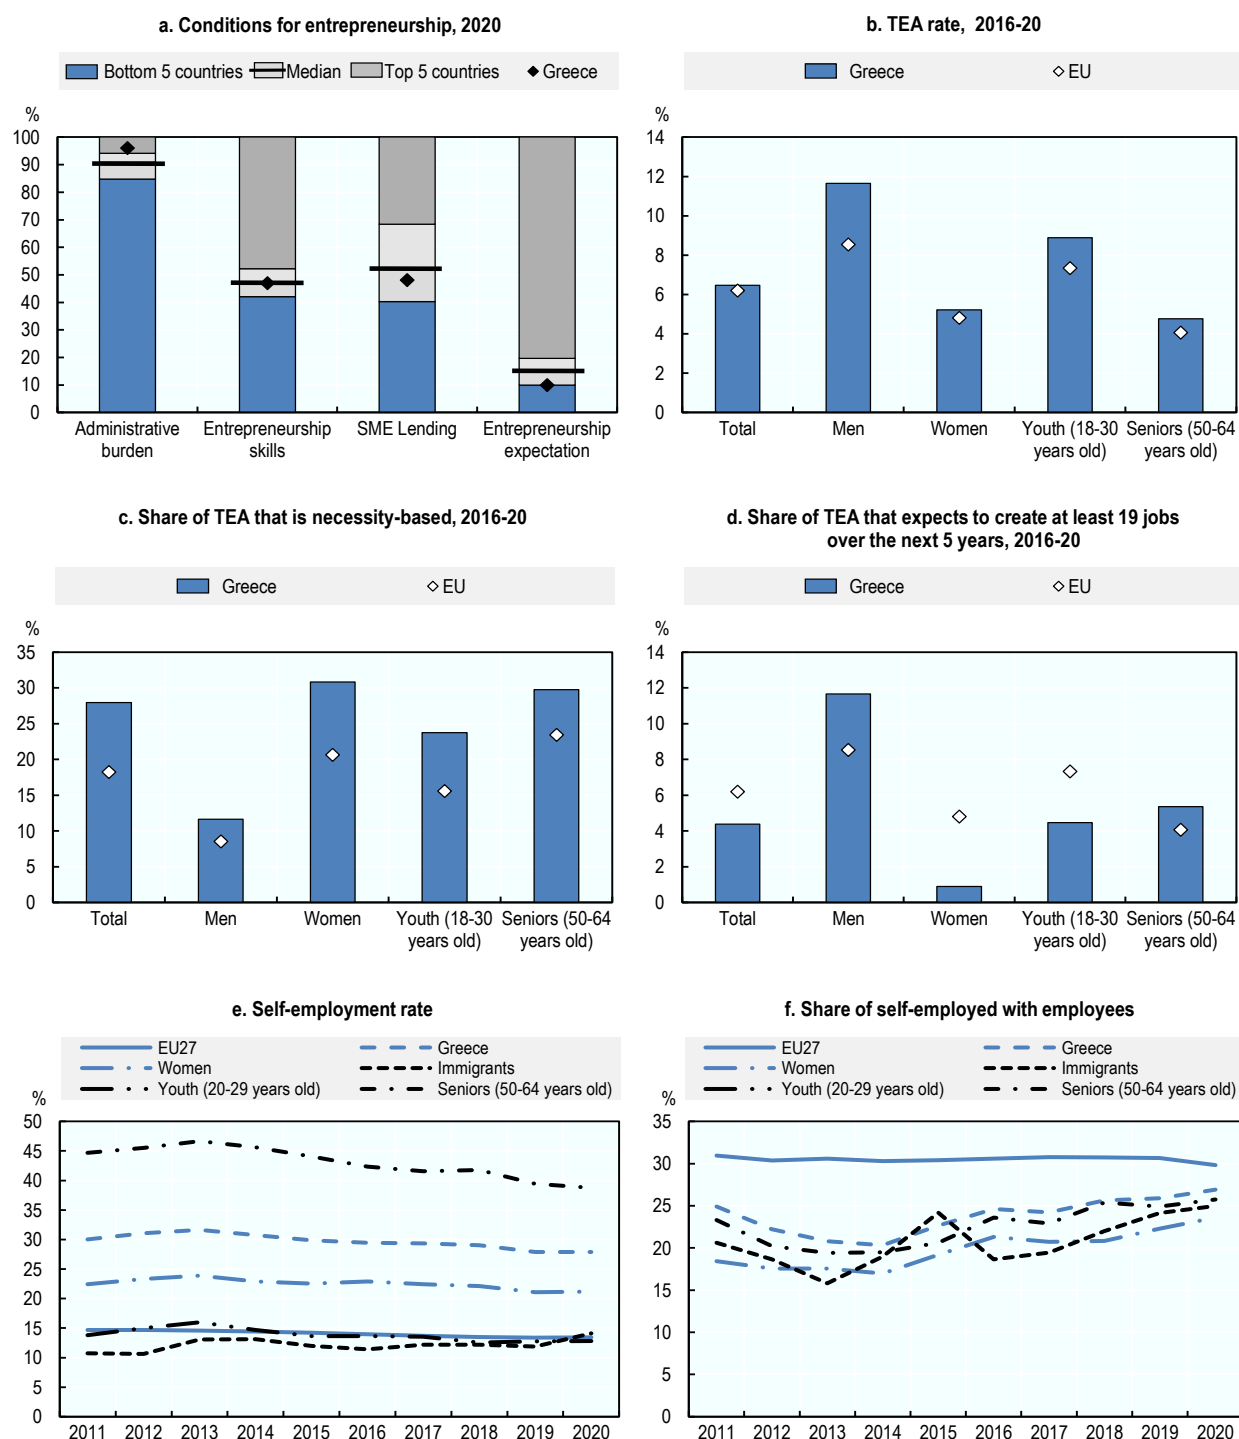 a. Conditions for entrepreneurship, 2020
Bottom 5 countries Median Top 5 countries Greece
%
100
90
80
70
60
50
40
30
20
10
0
Administrative burden
Entrepreneurship skills
SME Lending
Entrepreneurship expectation
b. TEA rate, 2016-20
Greece EU
%
14
12
10
8
6
4
2
0
Total
Men
Women
Youth (18-30 years old)
Seniors (50-64 years old)
c. Share of TEA that is necessity-based, 2016-20
Greece EU
%
35
30
25
20
15
10
5
0
Total
Men
Women
Youth (18-30 years old)
Seniors (50-64 years old)
d. Share of TEA that expects to create at least 19 jobs
over the next 5 years, 2016-20
Greece EU
%
14
12
10
8
6
4
2
0
Total
Men
Women
Youth (18-30 years old)
Seniors (50-64 years old)
e. Self-employment rate
EU27 Greece
Women Immigrants
Youth (20-29 years old) Seniors (50-64 years old)
%
50
45
40
35
30
25
20
15
10
5
0
2011 2012 2013 2014 2015 2016 2017 2018 2019 2020
f. Share of self-employed with employees
EU27 Greece
Women Immigrants
Youth (20-29 years old) Seniors (50-64 years old)
%
35
30
25
20
15
10
5
0
2011 2012 2013 2014 2015 2016 2017 2018 2019 2020